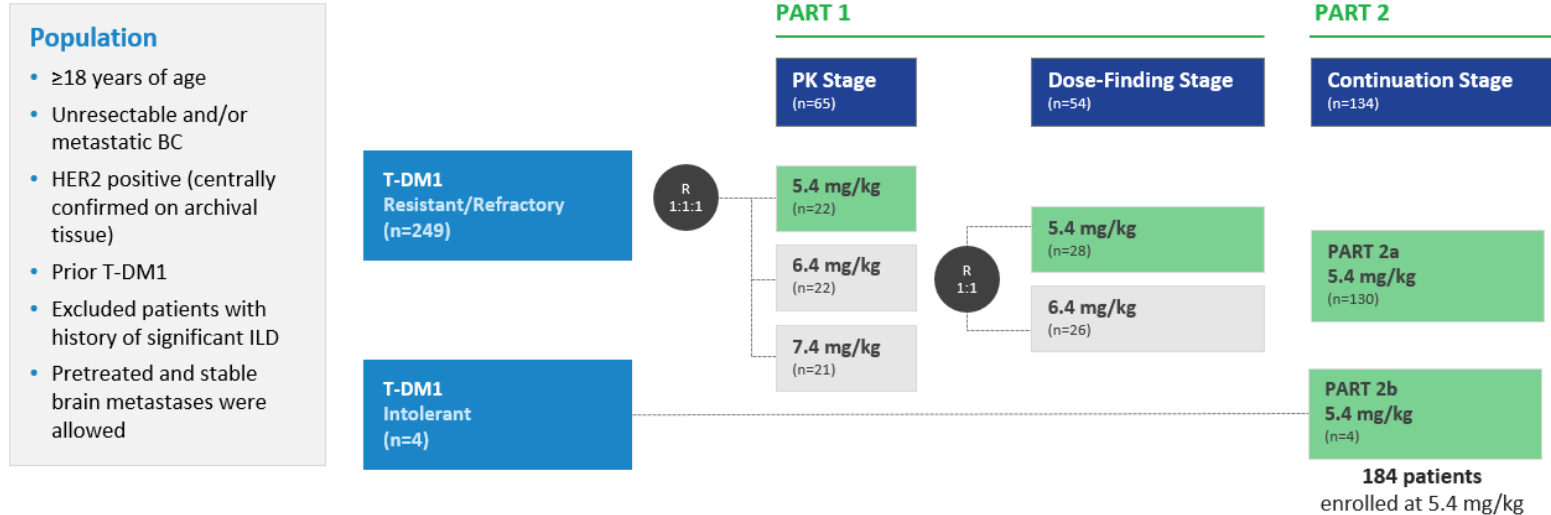 Population
• ≥18 years of age
• Unresectable and/or
metastatic BC
• HER2 positive (centrally
confirmed on archival
tissue)
• Prior T-DM1
• Excluded patients with
history of significant ILD
• Pretreated and stable
brain metastases were
allowed
T-DM1
Resistant/Refractory
(n=249)
T-DM1
Intolerant
(n=4)
R
1:1:1
PART 1
PK Stage
(n=65)
5.4 mg/kg
(n=22)
6.4 mg/kg
(n=22)
7.4 mg/kg
(n=21)
R
1:1
Dose-Finding Stage
(n=54)
5.4 mg/kg
(n=28)
6.4 mg/kg
(n=26)
PART 2
Continuation Stage
(n=134)
PART 2a
5.4 mg/kg
(n=130)
PART 2b
5.4 mg/kg
(n=4)
184 patients
enrolled at 5.4 mg/kg